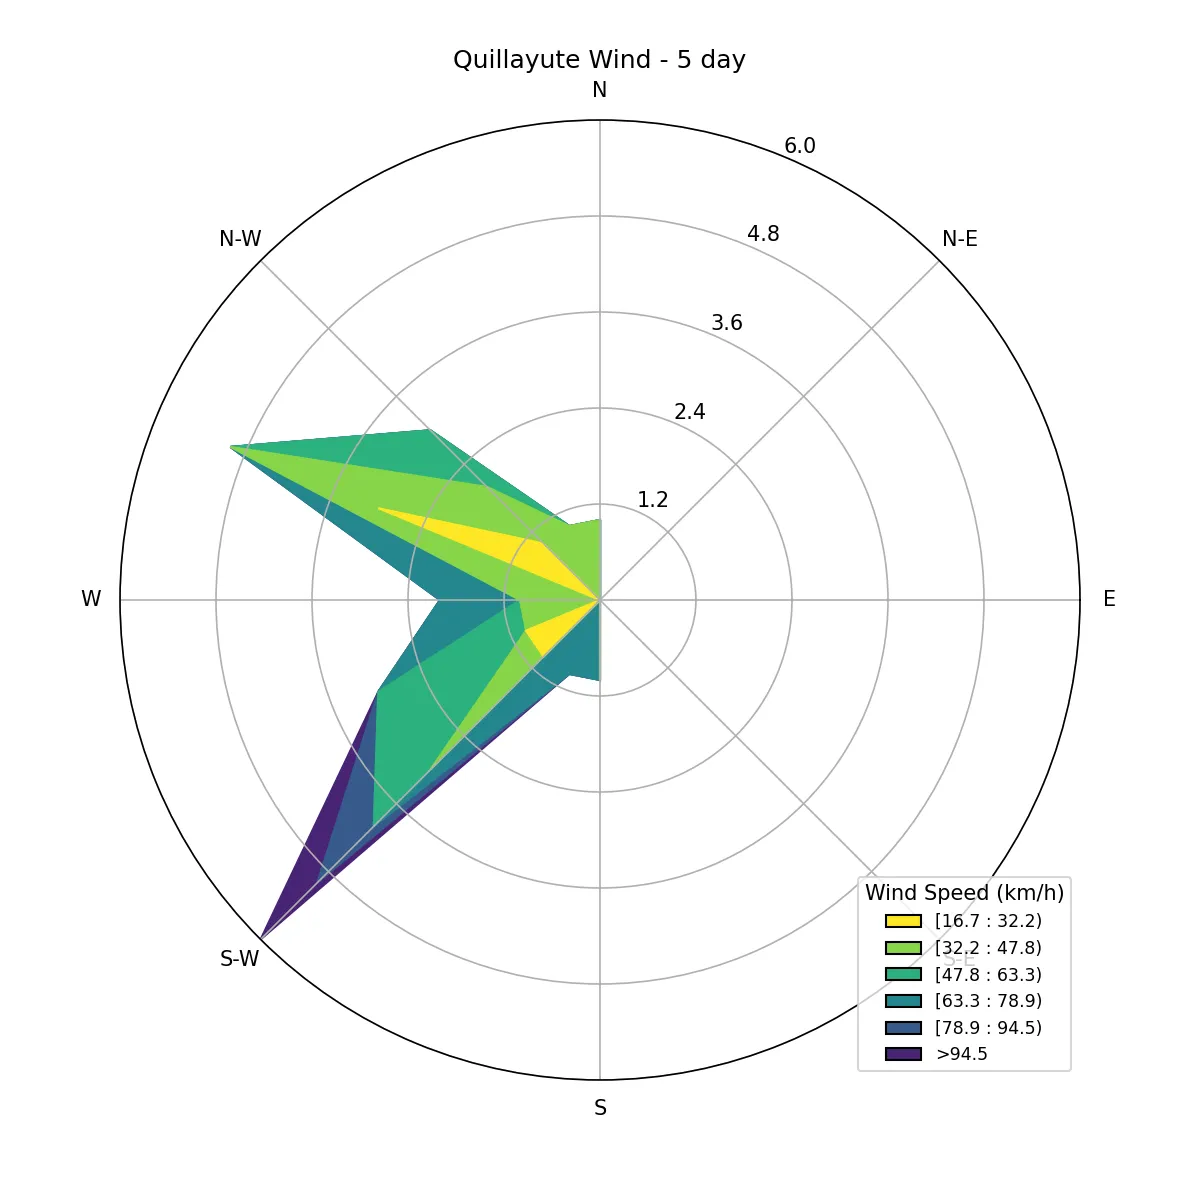 Quillayute Wind - 5 day
N
6.0
N-W
4.8
N-E
3.6
2.4
1.2
W
E
S-W
S-E
Wind Speed (km/h)
[16.7 : 32.2)
[32.2 : 47.8)
[47.8 : 63.3)
[63.3 : 78.9)
[78.9 : 94.5)
>94.5
S